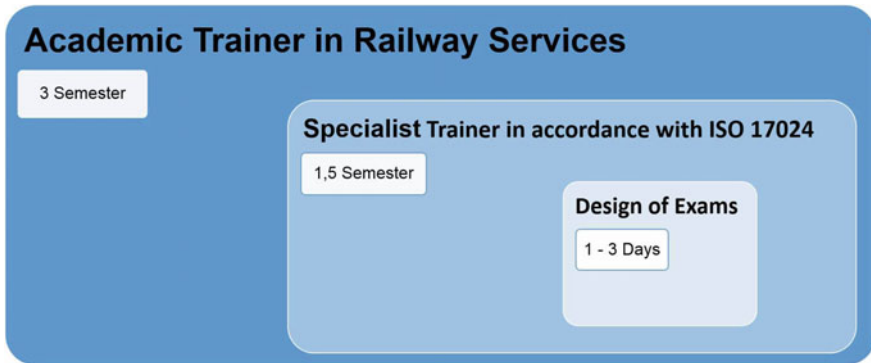 Academic Trainer in Railway Services
3 Semester
Specialist Trainer in accordance with ISO 17024
1,5 Semester
Design of Exams
1 - 3 Days